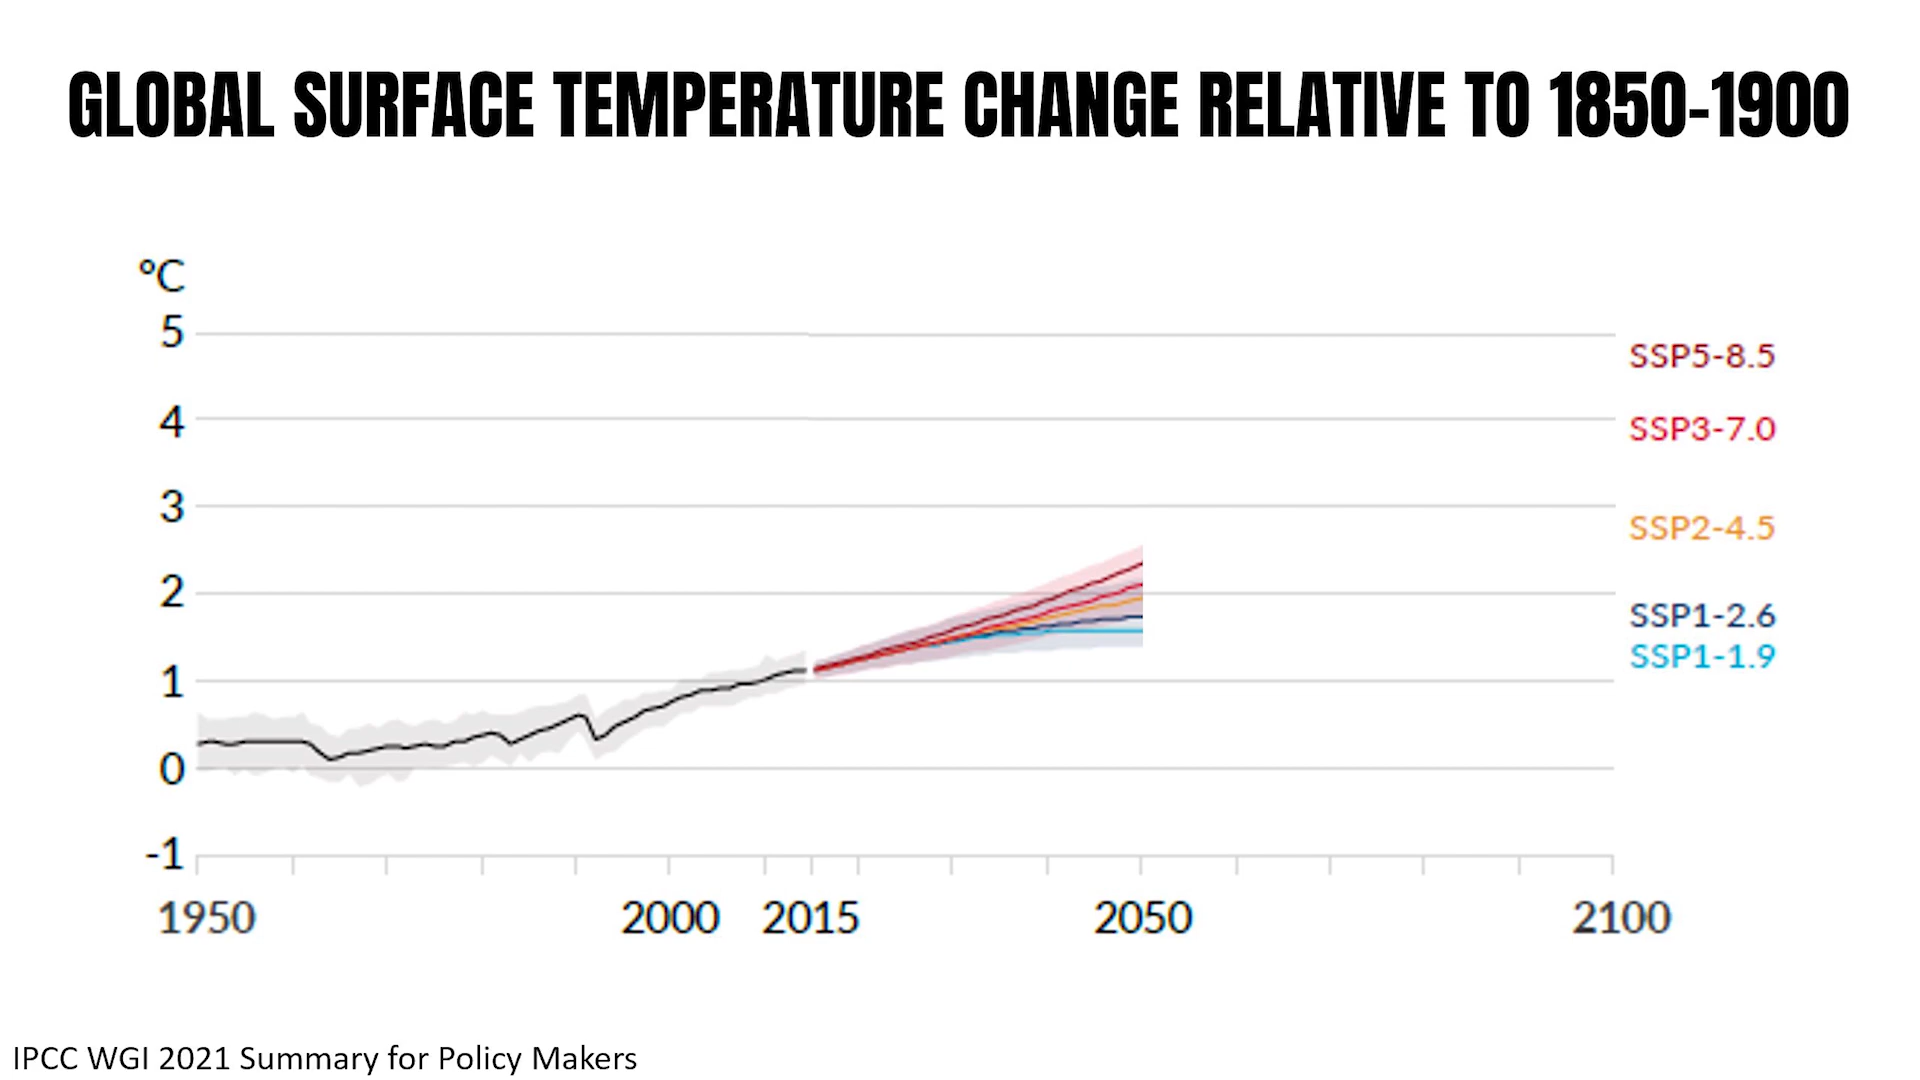 GLOBAL SURFACE TEMPERATURE CHANGE RELATIVE TO 1850-1900
°C
5
4
3
2
1
0
-1
SSP5-8.5
SSP3-7.0
SSP2-4.5
SSP1-2.6
SSP1-1.9
1950 2000 2015 2050 2100
IPCC WGI 2021 Summary for Policy Makers